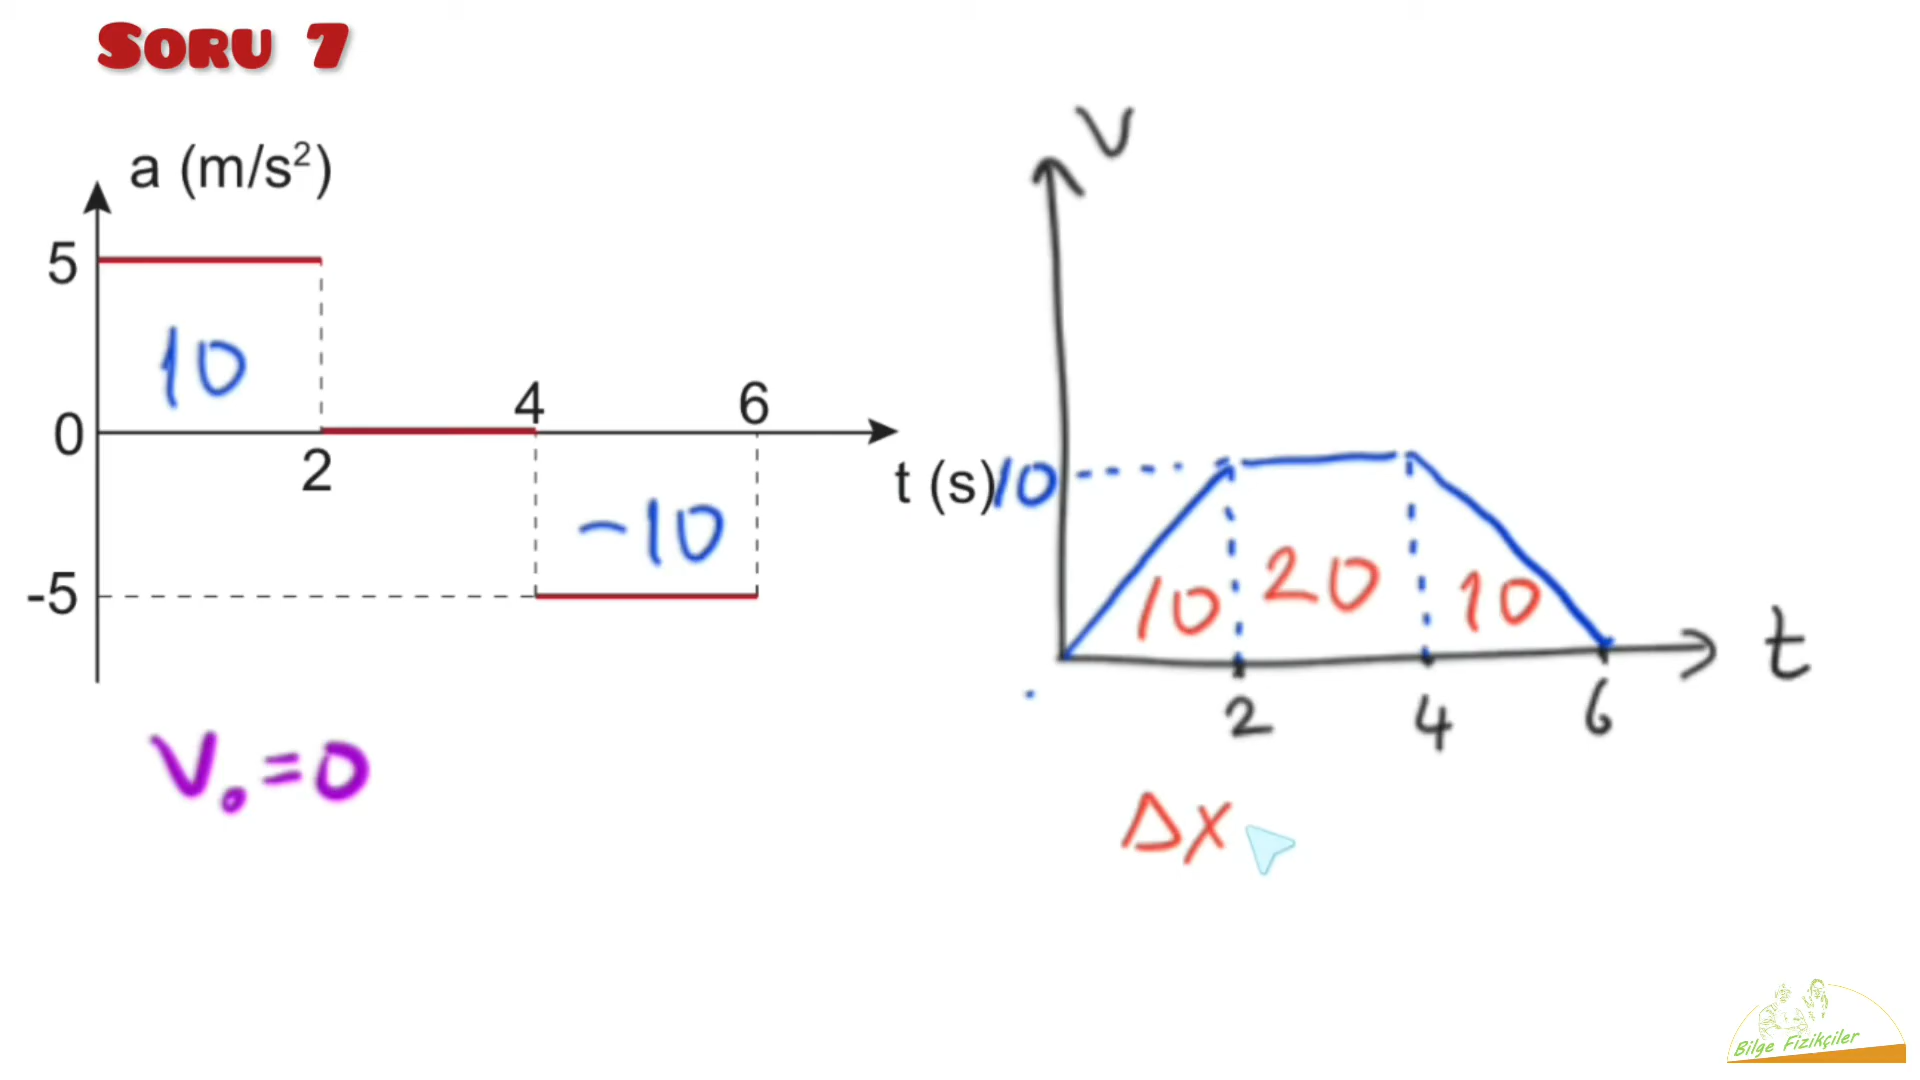 SORU 7
a (m/s²)
5
10
0
2
4
6
t (s)
-5
-10
V₀ = 0
V
10
10
20
10
t
2
4
6
Δx
Bilge Fizikçiler